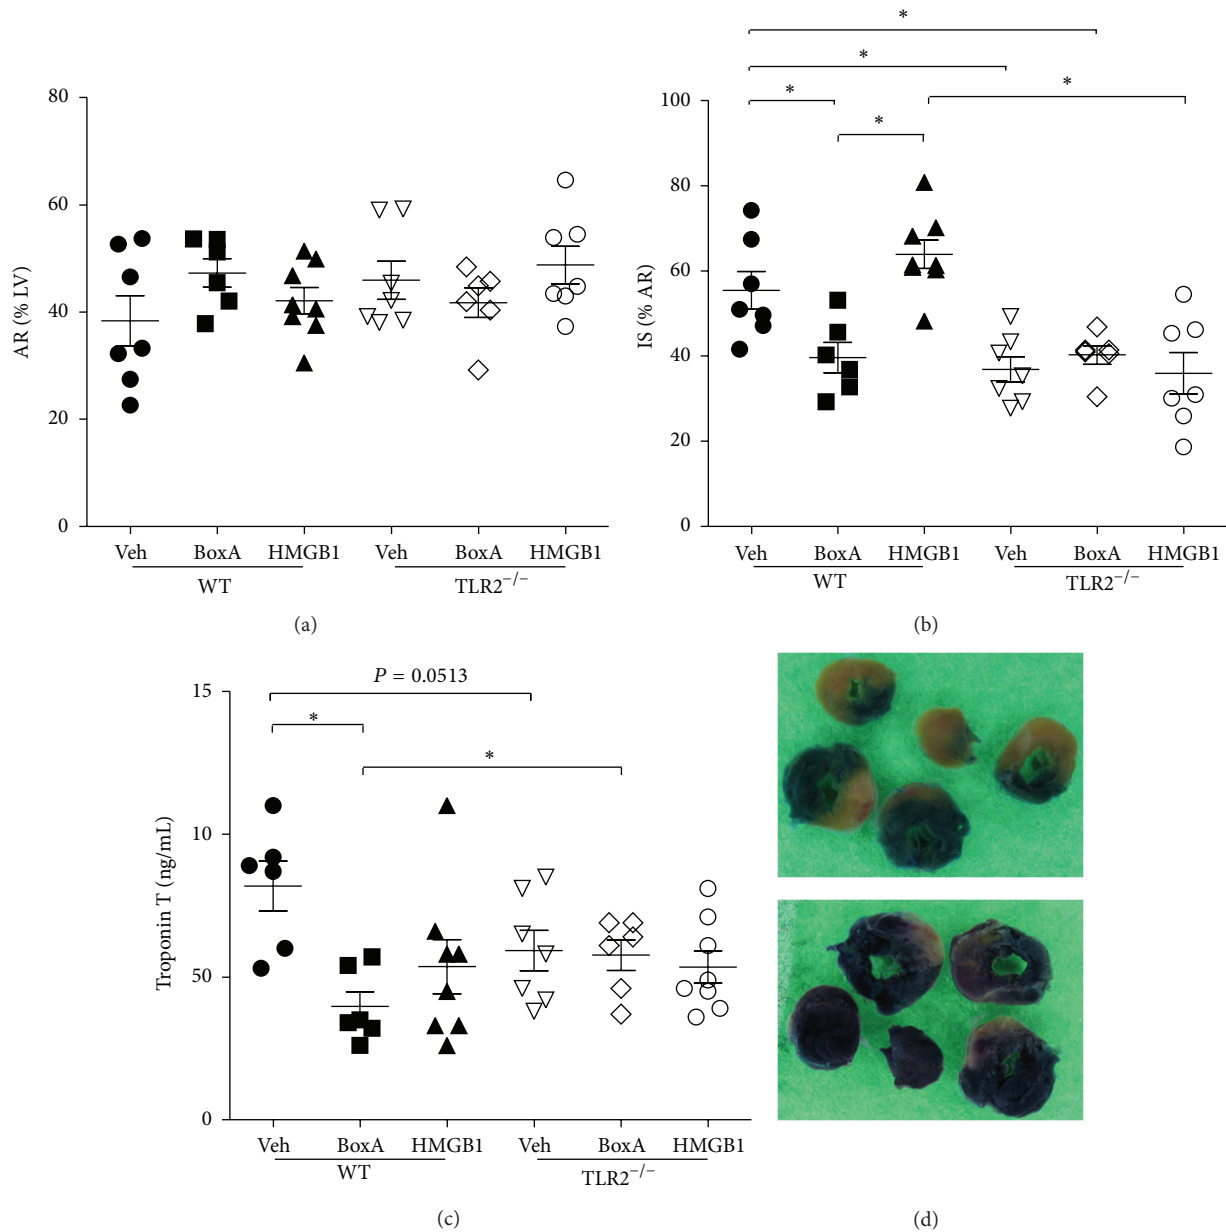 AR (% LV)
80
60
40
20
0
Veh BoxA HMGB1 Veh BoxA HMGB1
WT TLR2−/−
(a)
IS (% AR)
100
80
60
40
20
0
* * * * *
Veh BoxA HMGB1 Veh BoxA HMGB1
WT TLR2−/−
(b)
Troponin T (ng/mL)
15
10
50
0
P = 0.0513
* *
Veh BoxA HMGB1 Veh BoxA HMGB1
WT TLR2−/−
(c)
(d)